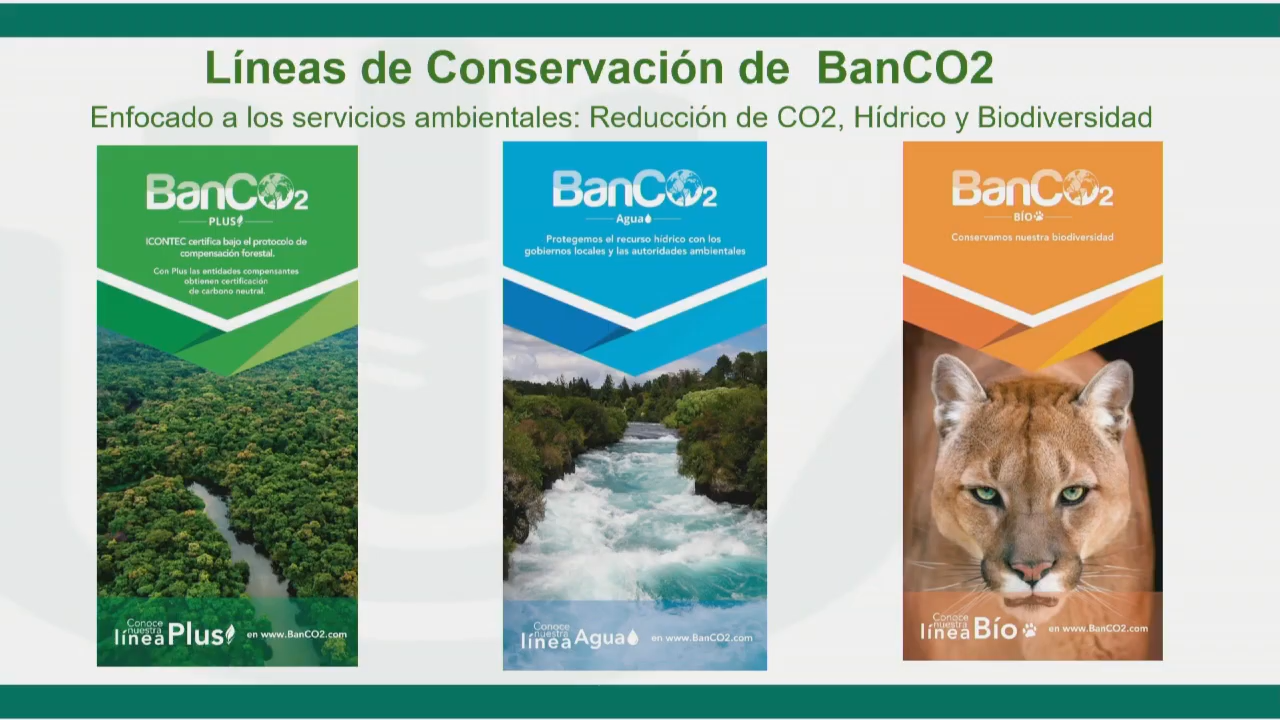 Líneas de Conservación de BanCO2
Enfocado a los servicios ambientales: Reducción de CO2, Hídrico y Biodiversidad
BanCO2
PLUS
ICONTEC certifica bajo el protocolo de
compensación forestal.
Con Plus las entidades compensantes
obtienen certificación
de carbono neutral.
Conoce
nuestra
línea Plus en www.BanCO2.com
BanCO2
Agua
Protegemos el recurso hídrico con los
gobiernos locales y las autoridades ambientales
Conoce
nuestra
línea Agua en www.BanCO2.com
BanCO2
BÍO
Conservamos nuestra biodiversidad
Conoce
nuestra
línea Bío en www.BanCO2.com